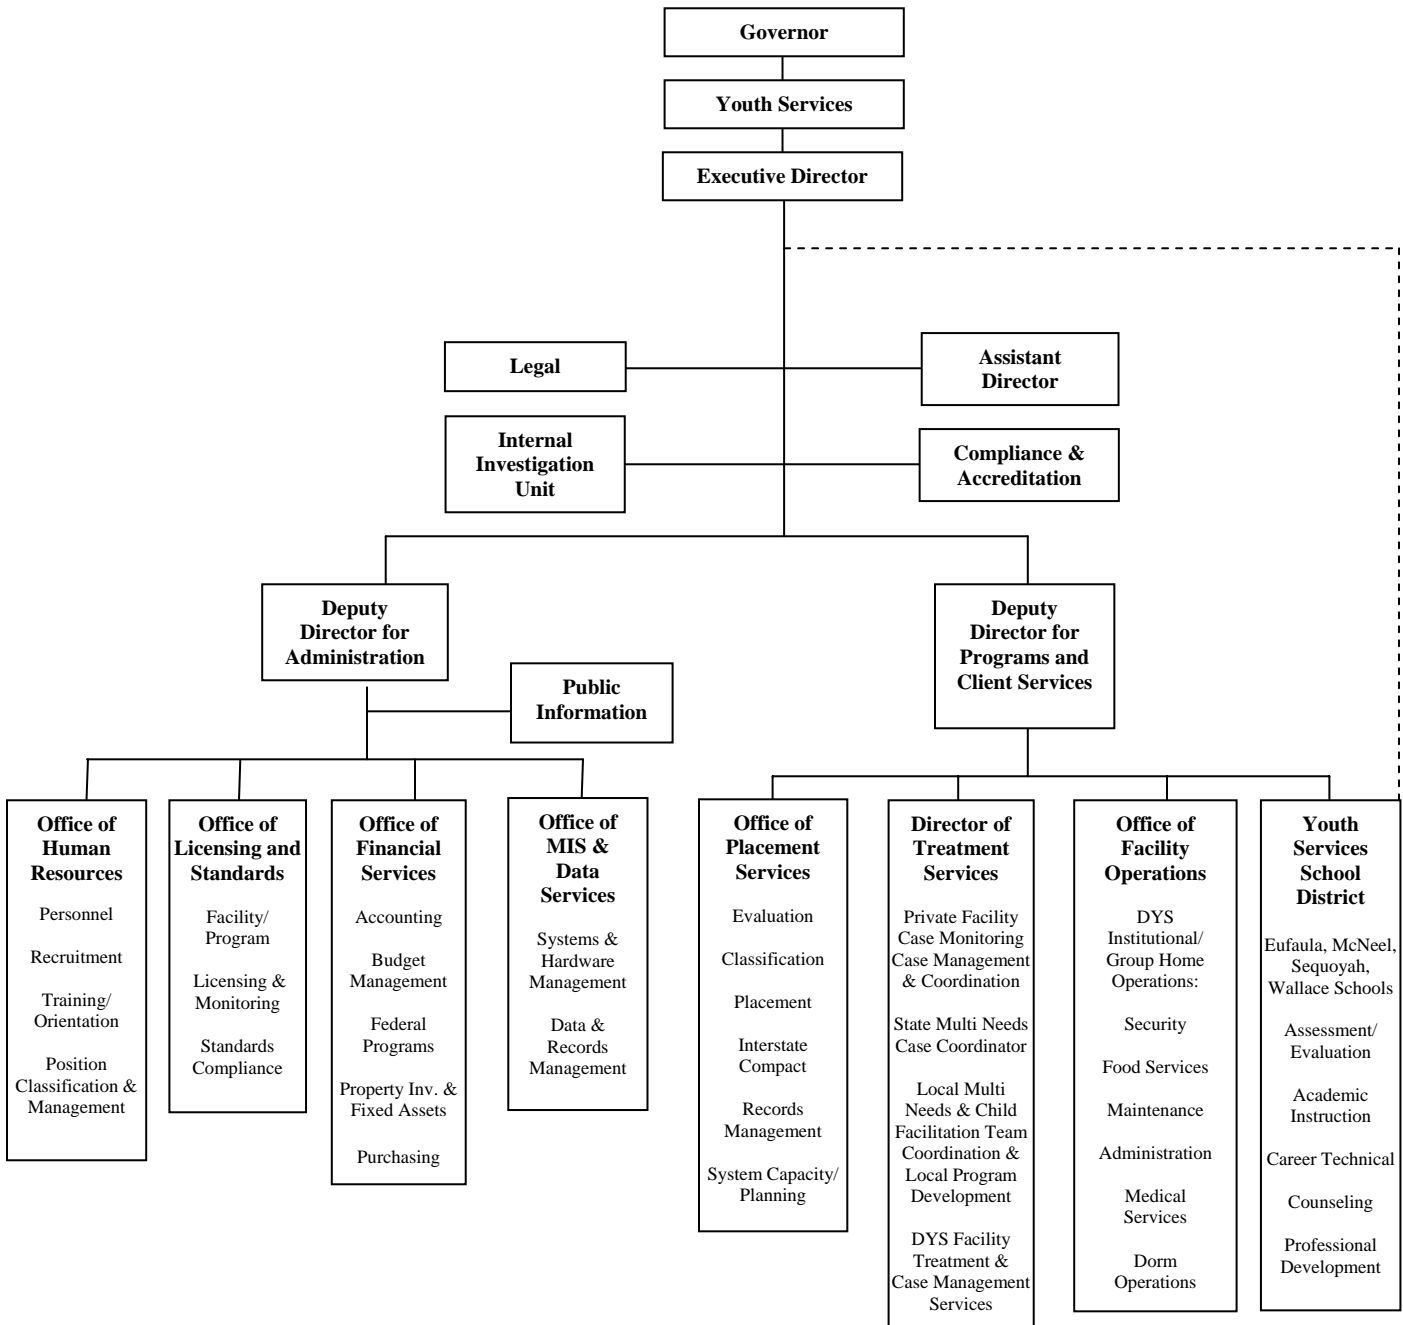 Governor
Youth Services
Executive Director
Legal
Assistant
Director
Internal
Investigation
Unit
Compliance &
Accreditation
Deputy
Director for
Administration
Deputy
Director for
Programs and
Client Services
Public
Information
Office of
Human
Resources
Personnel
Recruitment
Training/
Orientation
Position
Classification &
Management
Office of
Licensing and
Standards
Facility/
Program
Licensing &
Monitoring
Standards
Compliance
Office of
Financial
Services
Accounting
Budget
Management
Federal
Programs
Property Inv. &
Fixed Assets
Purchasing
Office of
MIS &
Data
Services
Systems &
Hardware
Management
Data &
Records
Management
Office of
Placement
Services
Evaluation
Classification
Placement
Interstate
Compact
Records
Management
System Capacity/
Planning
Director of
Treatment
Services
Private Facility
Case Monitoring
Case Management
& Coordination
State Multi Needs
Case Coordinator
Local Multi
Needs & Child
Facilitation Team
Coordination &
Local Program
Development
DYS Facility
Treatment &
Case Management
Services
Office of
Facility
Operations
DYS
Institutional/
Group Home
Operations:
Security
Food Services
Maintenance
Administration
Medical
Services
Dorm
Operations
Youth
Services
School
District
Eufaula, McNeel,
Sequoyah,
Wallace Schools
Assessment/
Evaluation
Academic
Instruction
Career Technical
Counseling
Professional
Development